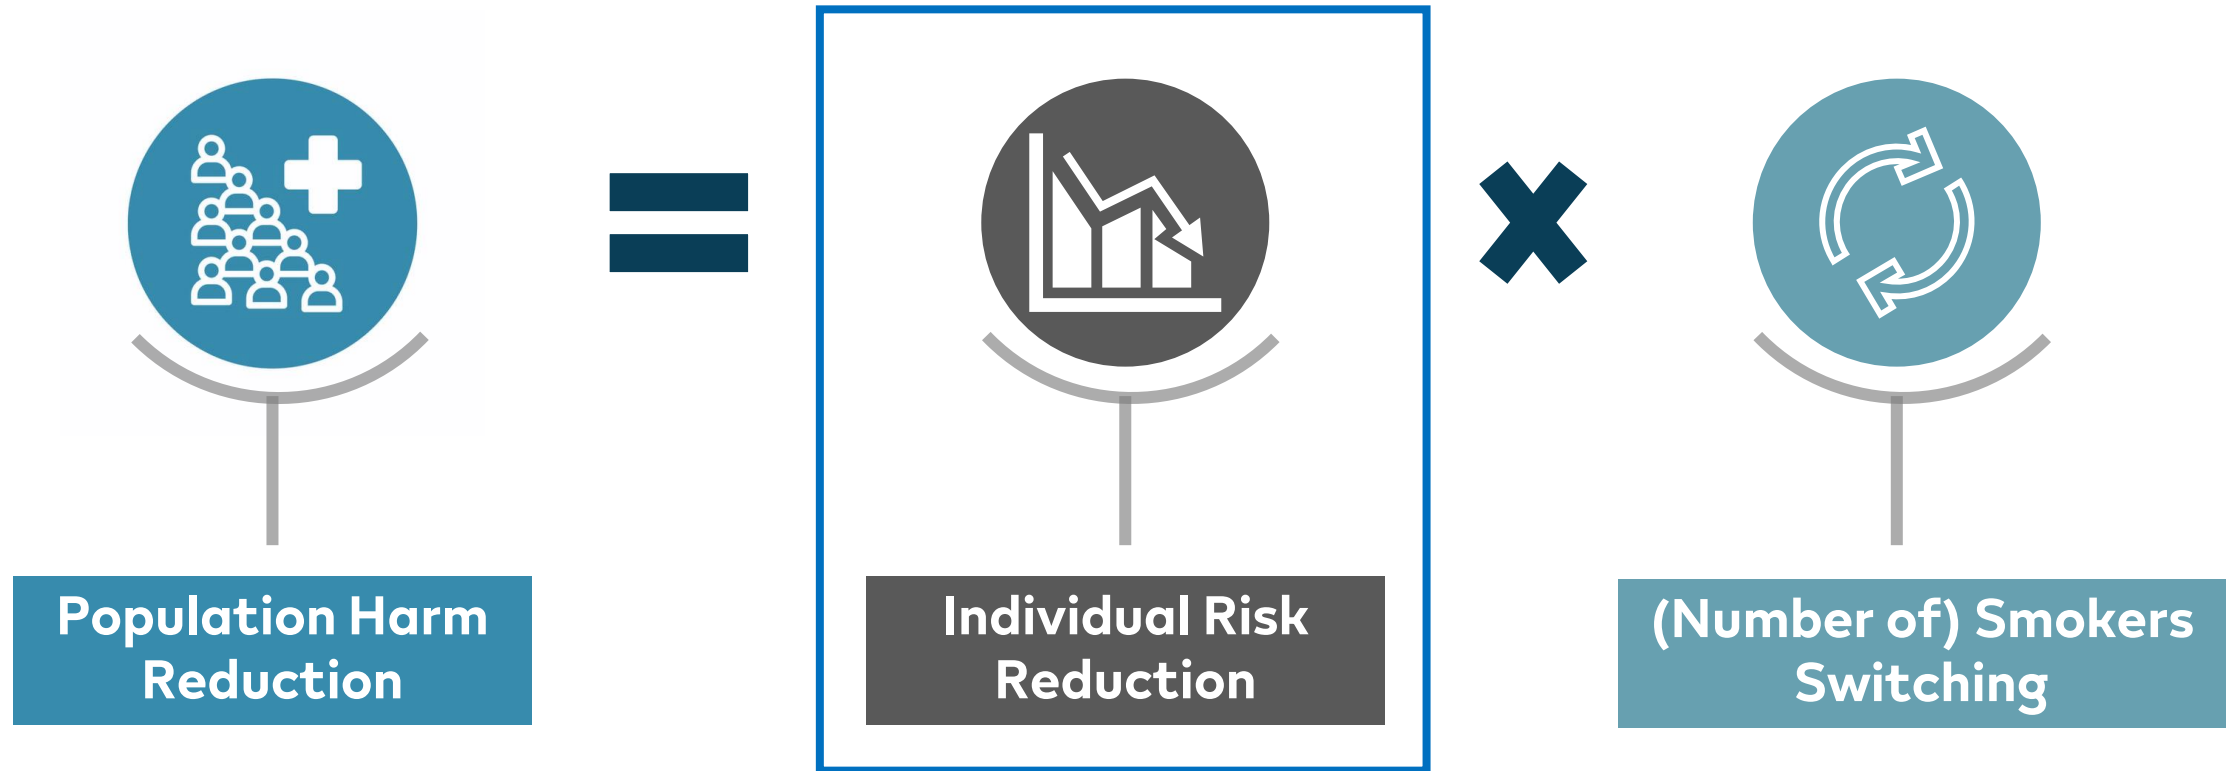 Population Harm
Reduction
Individual Risk
Reduction
(Number of) Smokers
Switching